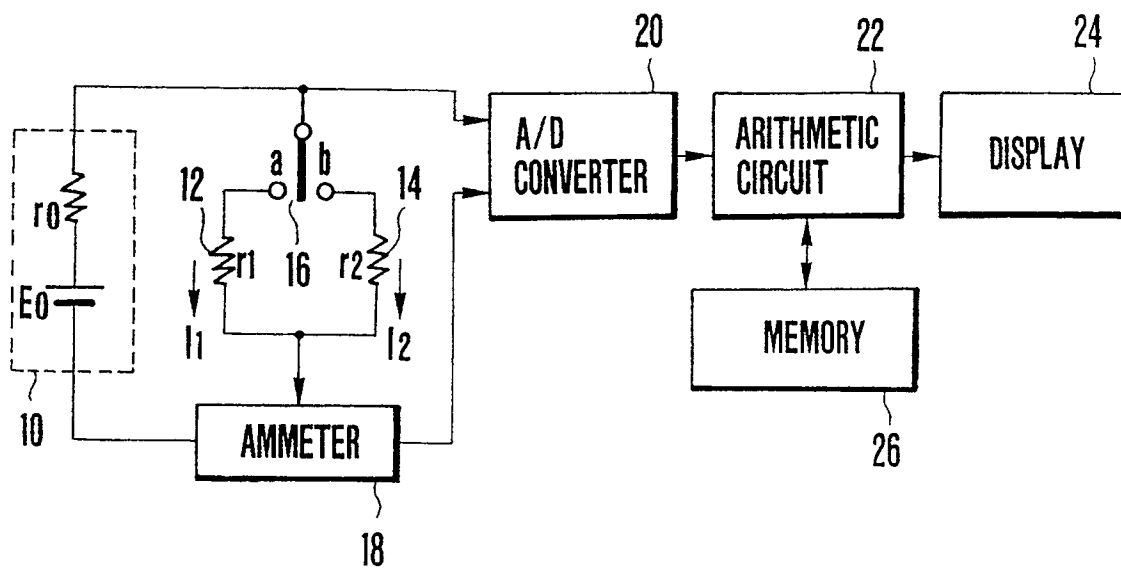 20
22
24
A/D
CONVERTER
ARITHMETIC
CIRCUIT
DISPLAY
a
b
12
14
r0
r1
16
r2
E0
I1
I2
MEMORY
10
AMMETER
26
18